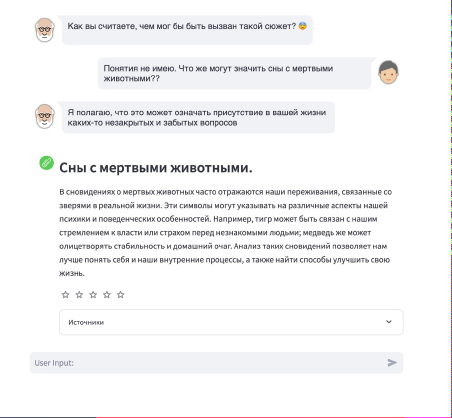 Как вы считаете, чем мог бы быть вызван такой сюжет? 😨
Понятия не имею. Что же могут значить сны с мертвыми
животными??
Я полагаю, что это может означать присутствие в вашей жизни
каких-то незакрытых и забытых вопросов
Сны с мертвыми животными.
В сновидениях о мертвых животных часто отражаются наши переживания, связанные со
зверями в реальной жизни. Эти символы могут указывать на различные аспекты нашей
психики и поведенческих особенностей. Например, тигр может быть связан с нашим
стремлением к власти или страхом перед незнакомыми людьми; медведь же может
олицетворять стабильность и домашний очаг. Анализ таких сновидений позволяет нам
лучше понять себя и наши внутренние процессы, а также найти способы улучшить свою
жизнь.
Источники
User Input: